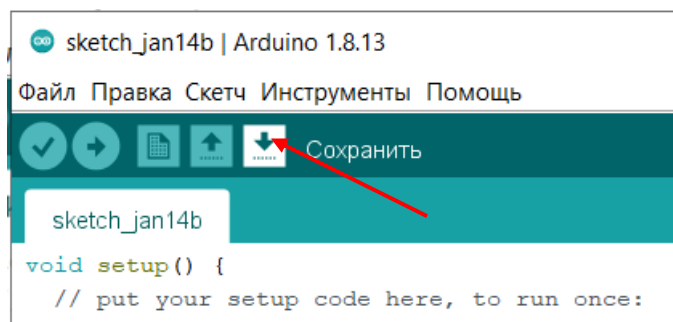 sketch_jan14b | Arduino 1.8.13
Файл Правка Скетч Инструменты Помощь
Сохранить
sketch_jan14b
void setup() {
// put your setup code here, to run once: